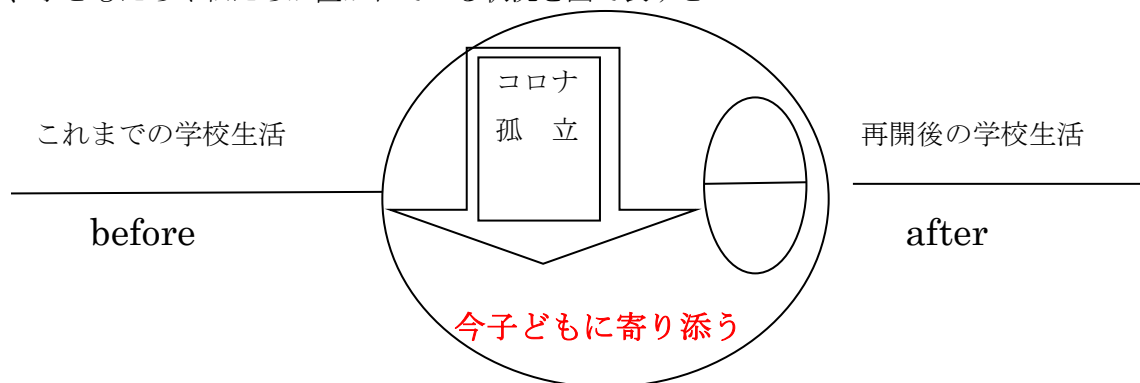 コロナ
孤 立
これまでの学校生活
再開後の学校生活
before
after
今子どもに寄り添う